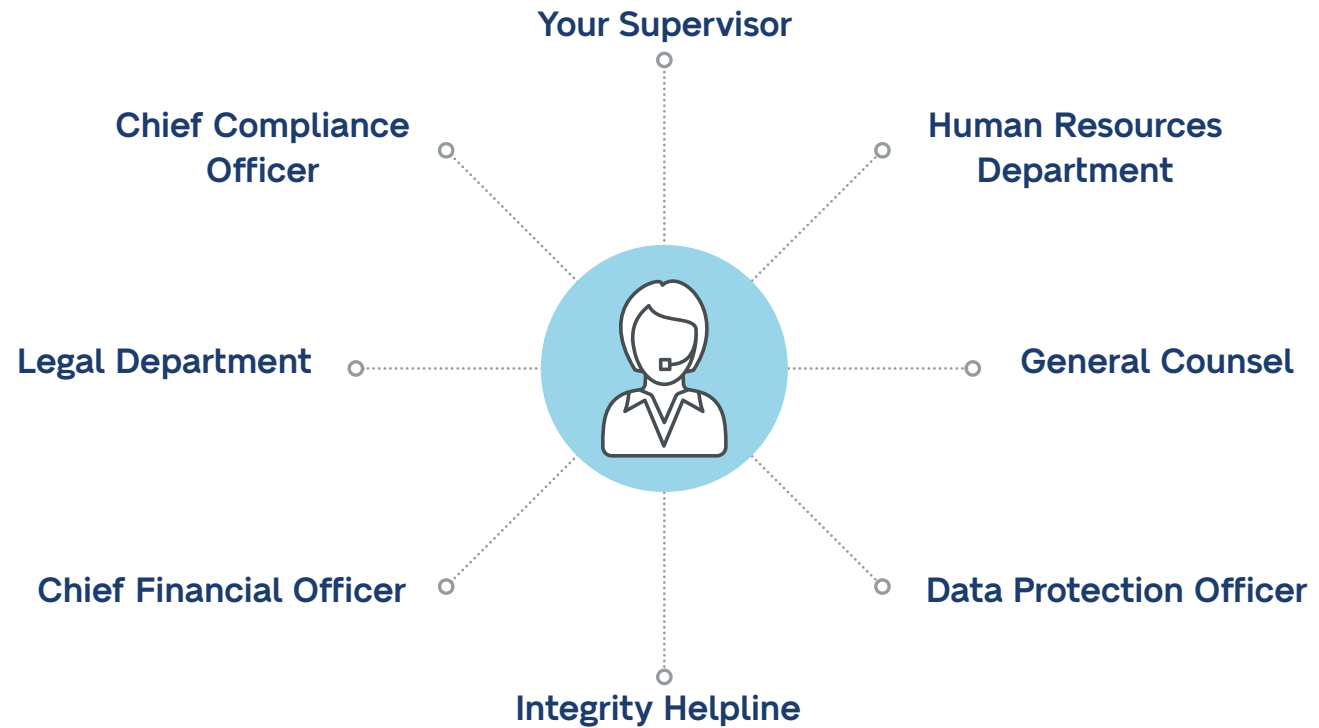 Your Supervisor
Chief Compliance
Officer
Human Resources
Department
Legal Department
General Counsel
Chief Financial Officer
Data Protection Officer
Integrity Helpline